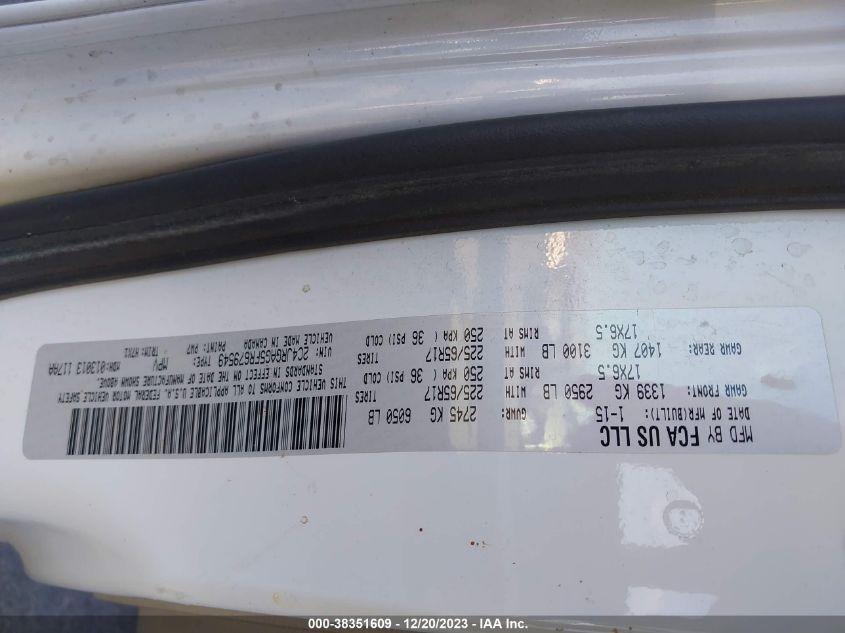 MFD BY FCA US LLC
DATE OF MFR(BUILT): 1-15 GVWR: 2745 KG 6050 LB
GAWR FRONT: 1339 KG 2950 LB WITH 225/65R17 TIRES
17X6.5 RIMS AT 250 KPA ( 36 PSI) COLD
GAWR REAR: 1407 KG 3100 LB WITH 225/65R17 TIRES
17X6.5 RIMS AT 250 KPA ( 36 PSI) COLD
THIS VEHICLE CONFORMS TO ALL APPLICABLE U.S.A. FEDERAL MOTOR VEHICLE SAFETY
STANDARDS IN EFFECT ON THE DATE OF MANUFACTURE SHOWN ABOVE.
VIN: 2C4JRGAG5FR679549 TYPE: MPV MDH:013013 117AA
VEHICLE MADE IN CANADA PAINT: PW7 TRIM:
000-38351609 - 12/20/2023 - IAA Inc.